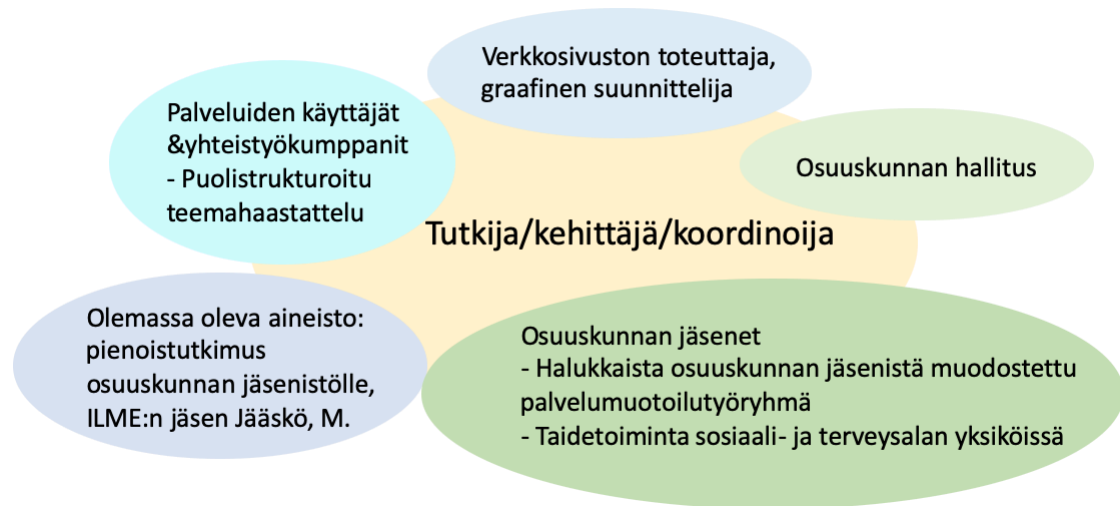 Verkkosivuston toteuttaja,
graafinen suunnittelija
Palveluiden käyttäjät
&yhteistyökumppanit
- Puolistrukturoitu
teemahaastattelu
Osuuskunnan hallitus
Tutkija/kehittäjä/koordinoija
Olemassa oleva aineisto:
pienoistutkimus
osuuskunnan jäsenistölle,
ILME:n jäsen Jääskö, M.
Osuuskunnan jäsenet
- Halukkaista osuuskunnan jäsenistä muodostettu
palvelumuotoilutyöryhmä
- Taidetoiminta sosiaali- ja terveysalan yksiköissä